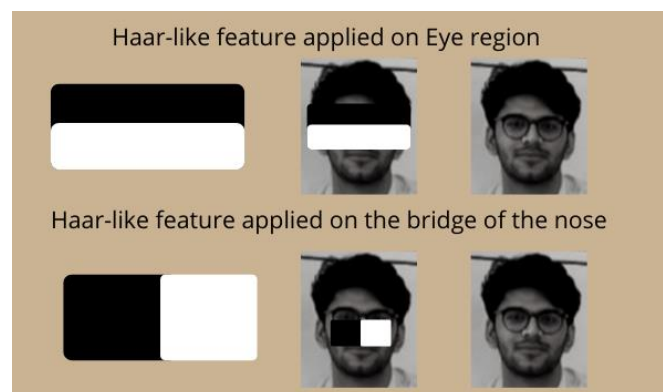 Haar-like feature applied on Eye region
Haar-like feature applied on the bridge of the nose